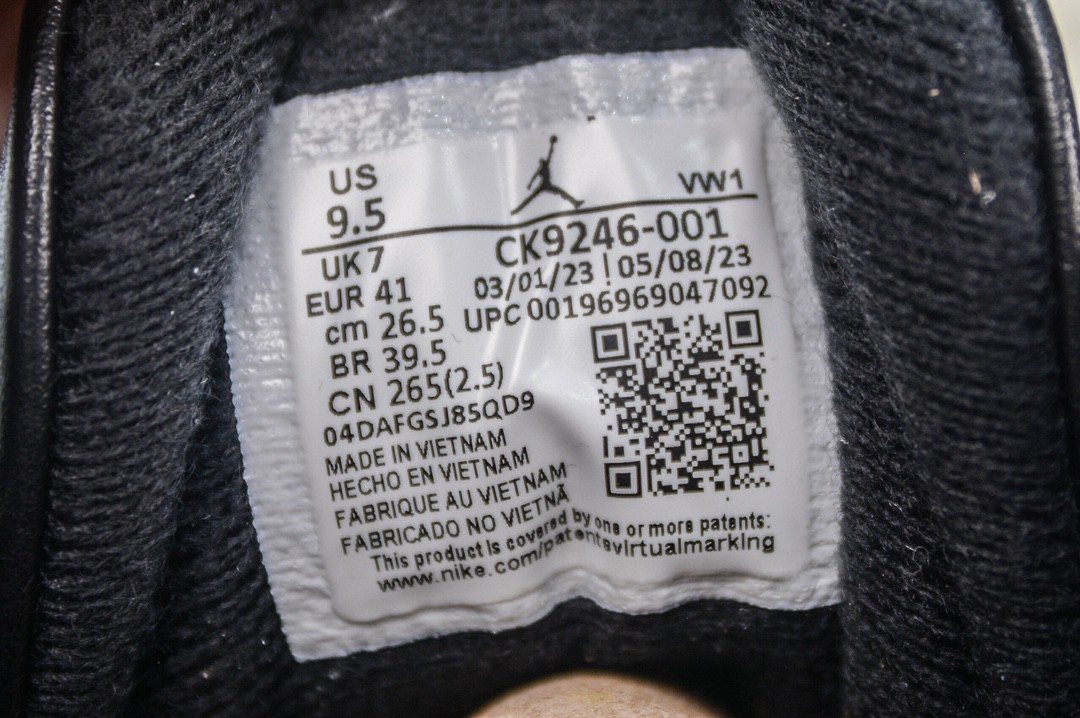 US
9.5
VW1
UK 7
EUR 41
cm 26.5
BR 39.5
CN 265(2.5)
CK9246-001
03/01/23 | 05/08/23
UPC 00196969047092
04DAFGSJ85QD9
MADE IN VIETNAM
HECHO EN VIETNAM
FABRIQUE AU VIETNAM
FABRICADO NO VIETNÃ
This product is covered by one or more patents:
www.nike.com/patentsvirtualmarking